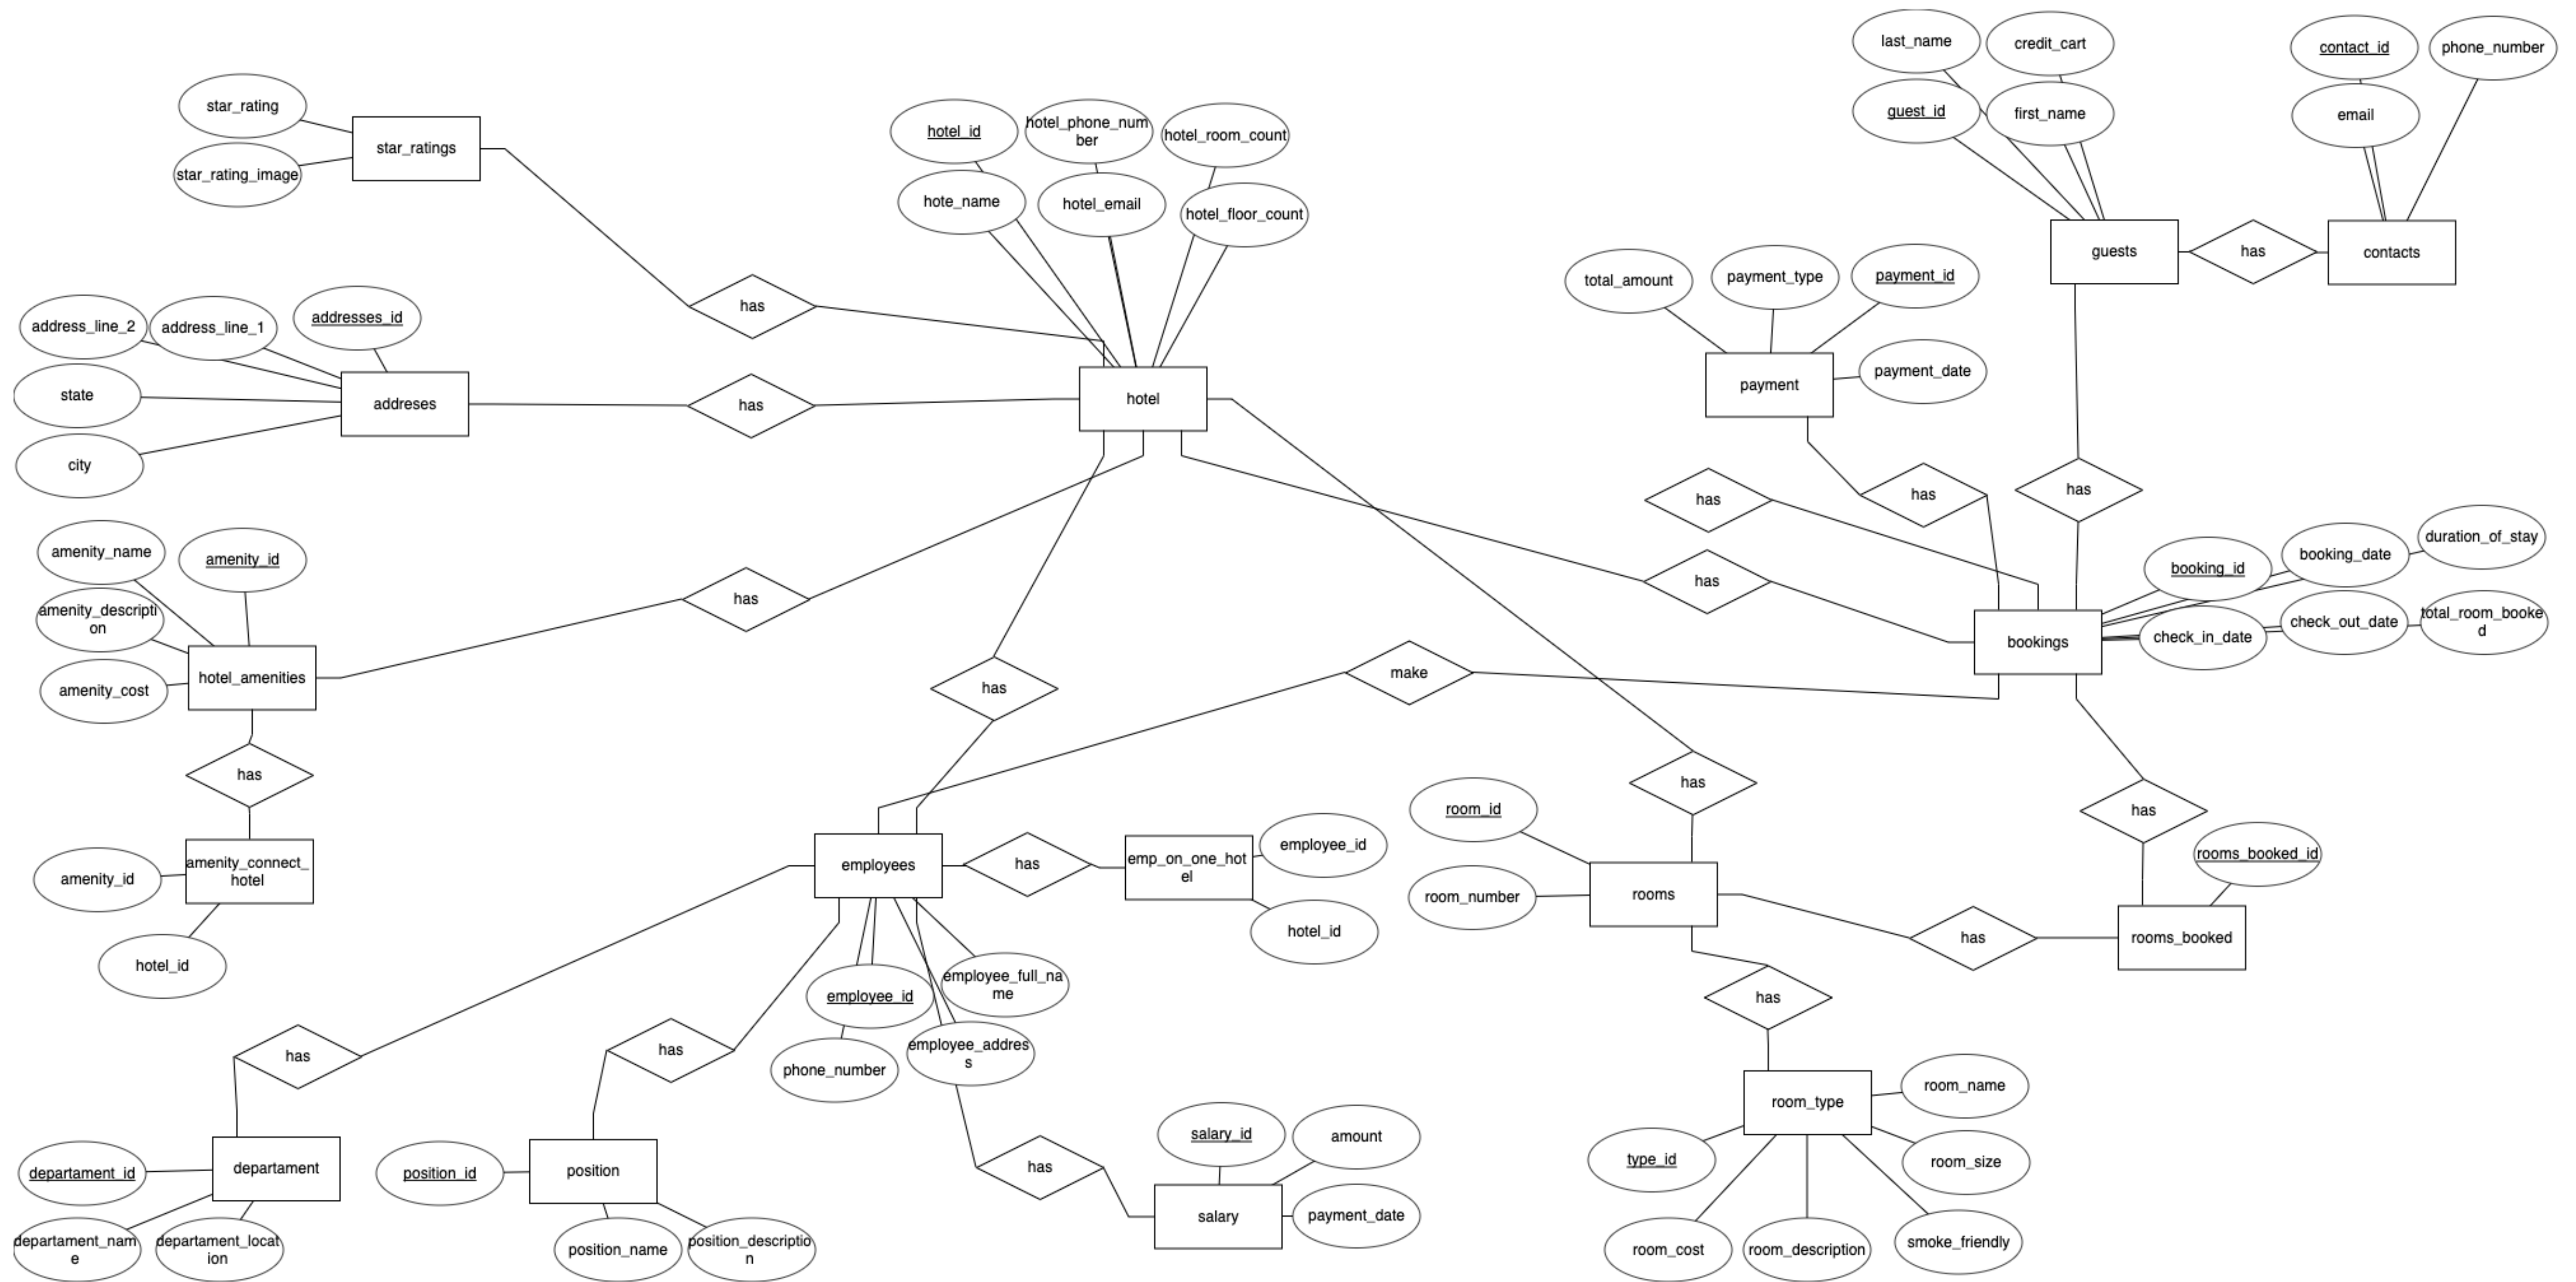 last_name
credit_cart
contact_id
phone_number
star_rating
hotel_id
hotel_phone_num
ber
hotel_room_count
guest_id
first_name
email
star_ratings
star_rating_image
hote_name
hotel_email
hotel_floor_count
guests
has
contacts
total_amount
payment_type
payment_id
has
address_line_2
address_line_1
addresses_id
payment
payment_date
state
addreses
has
hotel
city
has
has
has
amenity_name
amenity_id
duration_of_stay
booking_date
booking_id
has
has
amenity_descripti
on
total_room_booke
d
check_out_date
check_in_date
bookings
hotel_amenities
amenity_cost
has
make
has
has
has
room_id
employee_id
rooms_booked_id
amenity_id
amenity_connect_
hotel
employees
has
emp_on_one_hot
el
room_number
rooms
hotel_id
has
rooms_booked
hotel_id
employee_id
employee_full_na
me
has
has
has
phone_number
employee_addres
s
room_name
room_type
salary_id
amount
departament_id
departament
position_id
position
has
type_id
room_size
salary
payment_date
departament_nam
e
departament_locat
ion
position_name
position_descriptio
n
room_cost
room_description
smoke_friendly